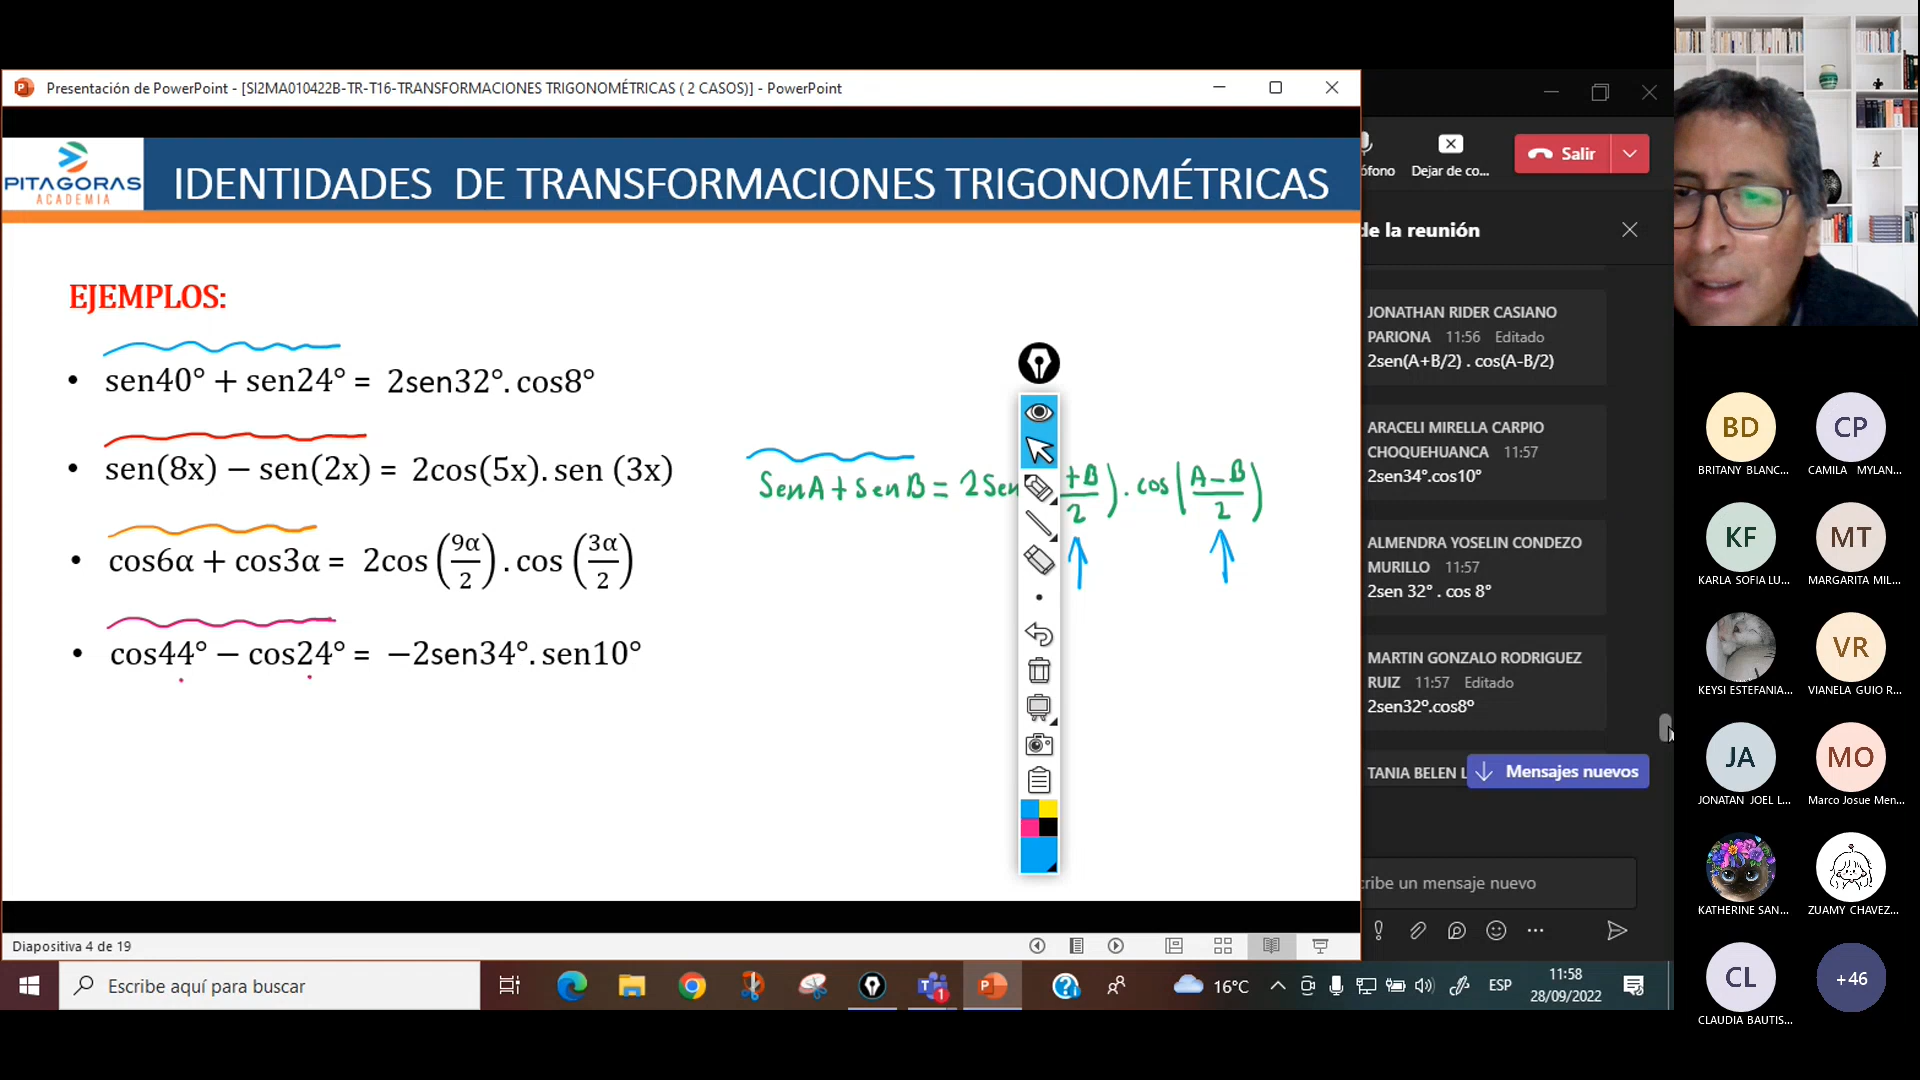 Presentación de PowerPoint - [SI2MA010422B-TR-T16-TRANSFORMACIONES TRIGONOMÉTRICAS ( 2 CASOS)] - PowerPoint
PITAGORAS
ACADEMIA
IDENTIDADES DE TRANSFORMACIONES TRIGONOMÉTRICAS
EJEMPLOS:
• sen40° + sen24° = 2sen32°. cos8°
• sen(8x) − sen(2x) = 2cos(5x). sen (3x)
• cos6α + cos3α = 2cos (9α/2) . cos (3α/2)
• cos44° − cos24° = −2sen34°. sen10°
SenA + SenB = 2Sen +B/2) . cos (A−B/2)
Diapositiva 4 de 19
ófono
Dejar de co...
Salir
de la reunión
JONATHAN RIDER CASIANO
PARIONA 11:56 Editado
2sen(A+B/2) . cos(A-B/2)
ARACELI MIRELLA CARPIO
CHOQUEHUANCA 11:57
2sen34°.cos10°
ALMENDRA YOSELIN CONDEZO
MURILLO 11:57
2sen 32° . cos 8°
MARTIN GONZALO RODRIGUEZ
RUIZ 11:57 Editado
2sen32º.cos8º
TANIA BELEN L
Mensajes nuevos
cribe un mensaje nuevo
BD
BRITANY BLANC...
CP
CAMILA MYLAN...
KF
KARLA SOFIA LU...
MT
MARGARITA MIL...
KEYSI ESTEFANIA...
VR
VIANELA GUIO R...
JA
JONATAN JOEL L...
MO
Marco Josue Men...
KATHERINE SAN...
ZUAMY CHAVEZ...
CL
CLAUDIA BAUTIS...
+46
Escribe aquí para buscar
1
16°C
ESP
11:58
28/09/2022